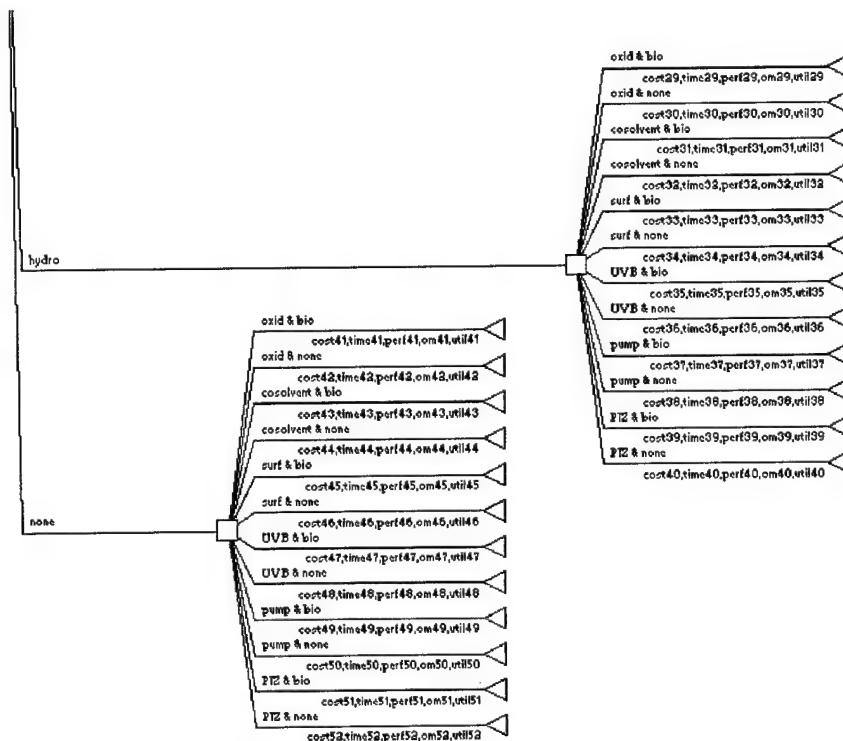 oxid & bio
cost29,time29,perf29,om29,util29
oxid & none
cost30,time30,perf30,om30,util30
cosolvent & bio
cost31,time31,perf31,om31,util31
cosolvent & none
cost32,time32,perf32,om32,util32
surf & bio
cost33,time33,perf33,om33,util33
surf & none
cost34,time34,perf34,om34,util34
UVB & bio
cost35,time35,perf35,om35,util35
UVB & none
cost36,time36,perf36,om36,util36
pump & bio
cost37,time37,perf37,om37,util37
pump & none
cost38,time38,perf38,om38,util38
PTZ & bio
cost39,time39,perf39,om39,util39
PTZ & none
cost40,time40,perf40,om40,util40
hydro
oxid & bio
cost41,time41,perf41,om41,util41
oxid & none
cost42,time42,perf42,om42,util42
cosolvent & bio
cost43,time43,perf43,om43,util43
cosolvent & none
cost44,time44,perf44,om44,util44
surf & bio
cost45,time45,perf45,om45,util45
surf & none
cost46,time46,perf46,om46,util46
UVB & bio
cost47,time47,perf47,om47,util47
UVB & none
cost48,time48,perf48,om48,util48
pump & bio
cost49,time49,perf49,om49,util49
pump & none
cost50,time50,perf50,om50,util50
PTZ & bio
cost51,time51,perf51,om51,util51
PTZ & none
cost52,time52,perf52,om52,util52
none